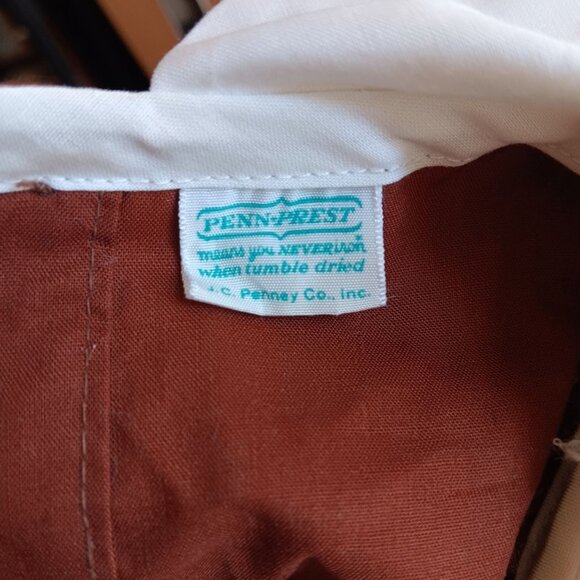 PENN-PREST
means you NEVER iron*
when tumble dried
J.C. Penney Co., Inc.